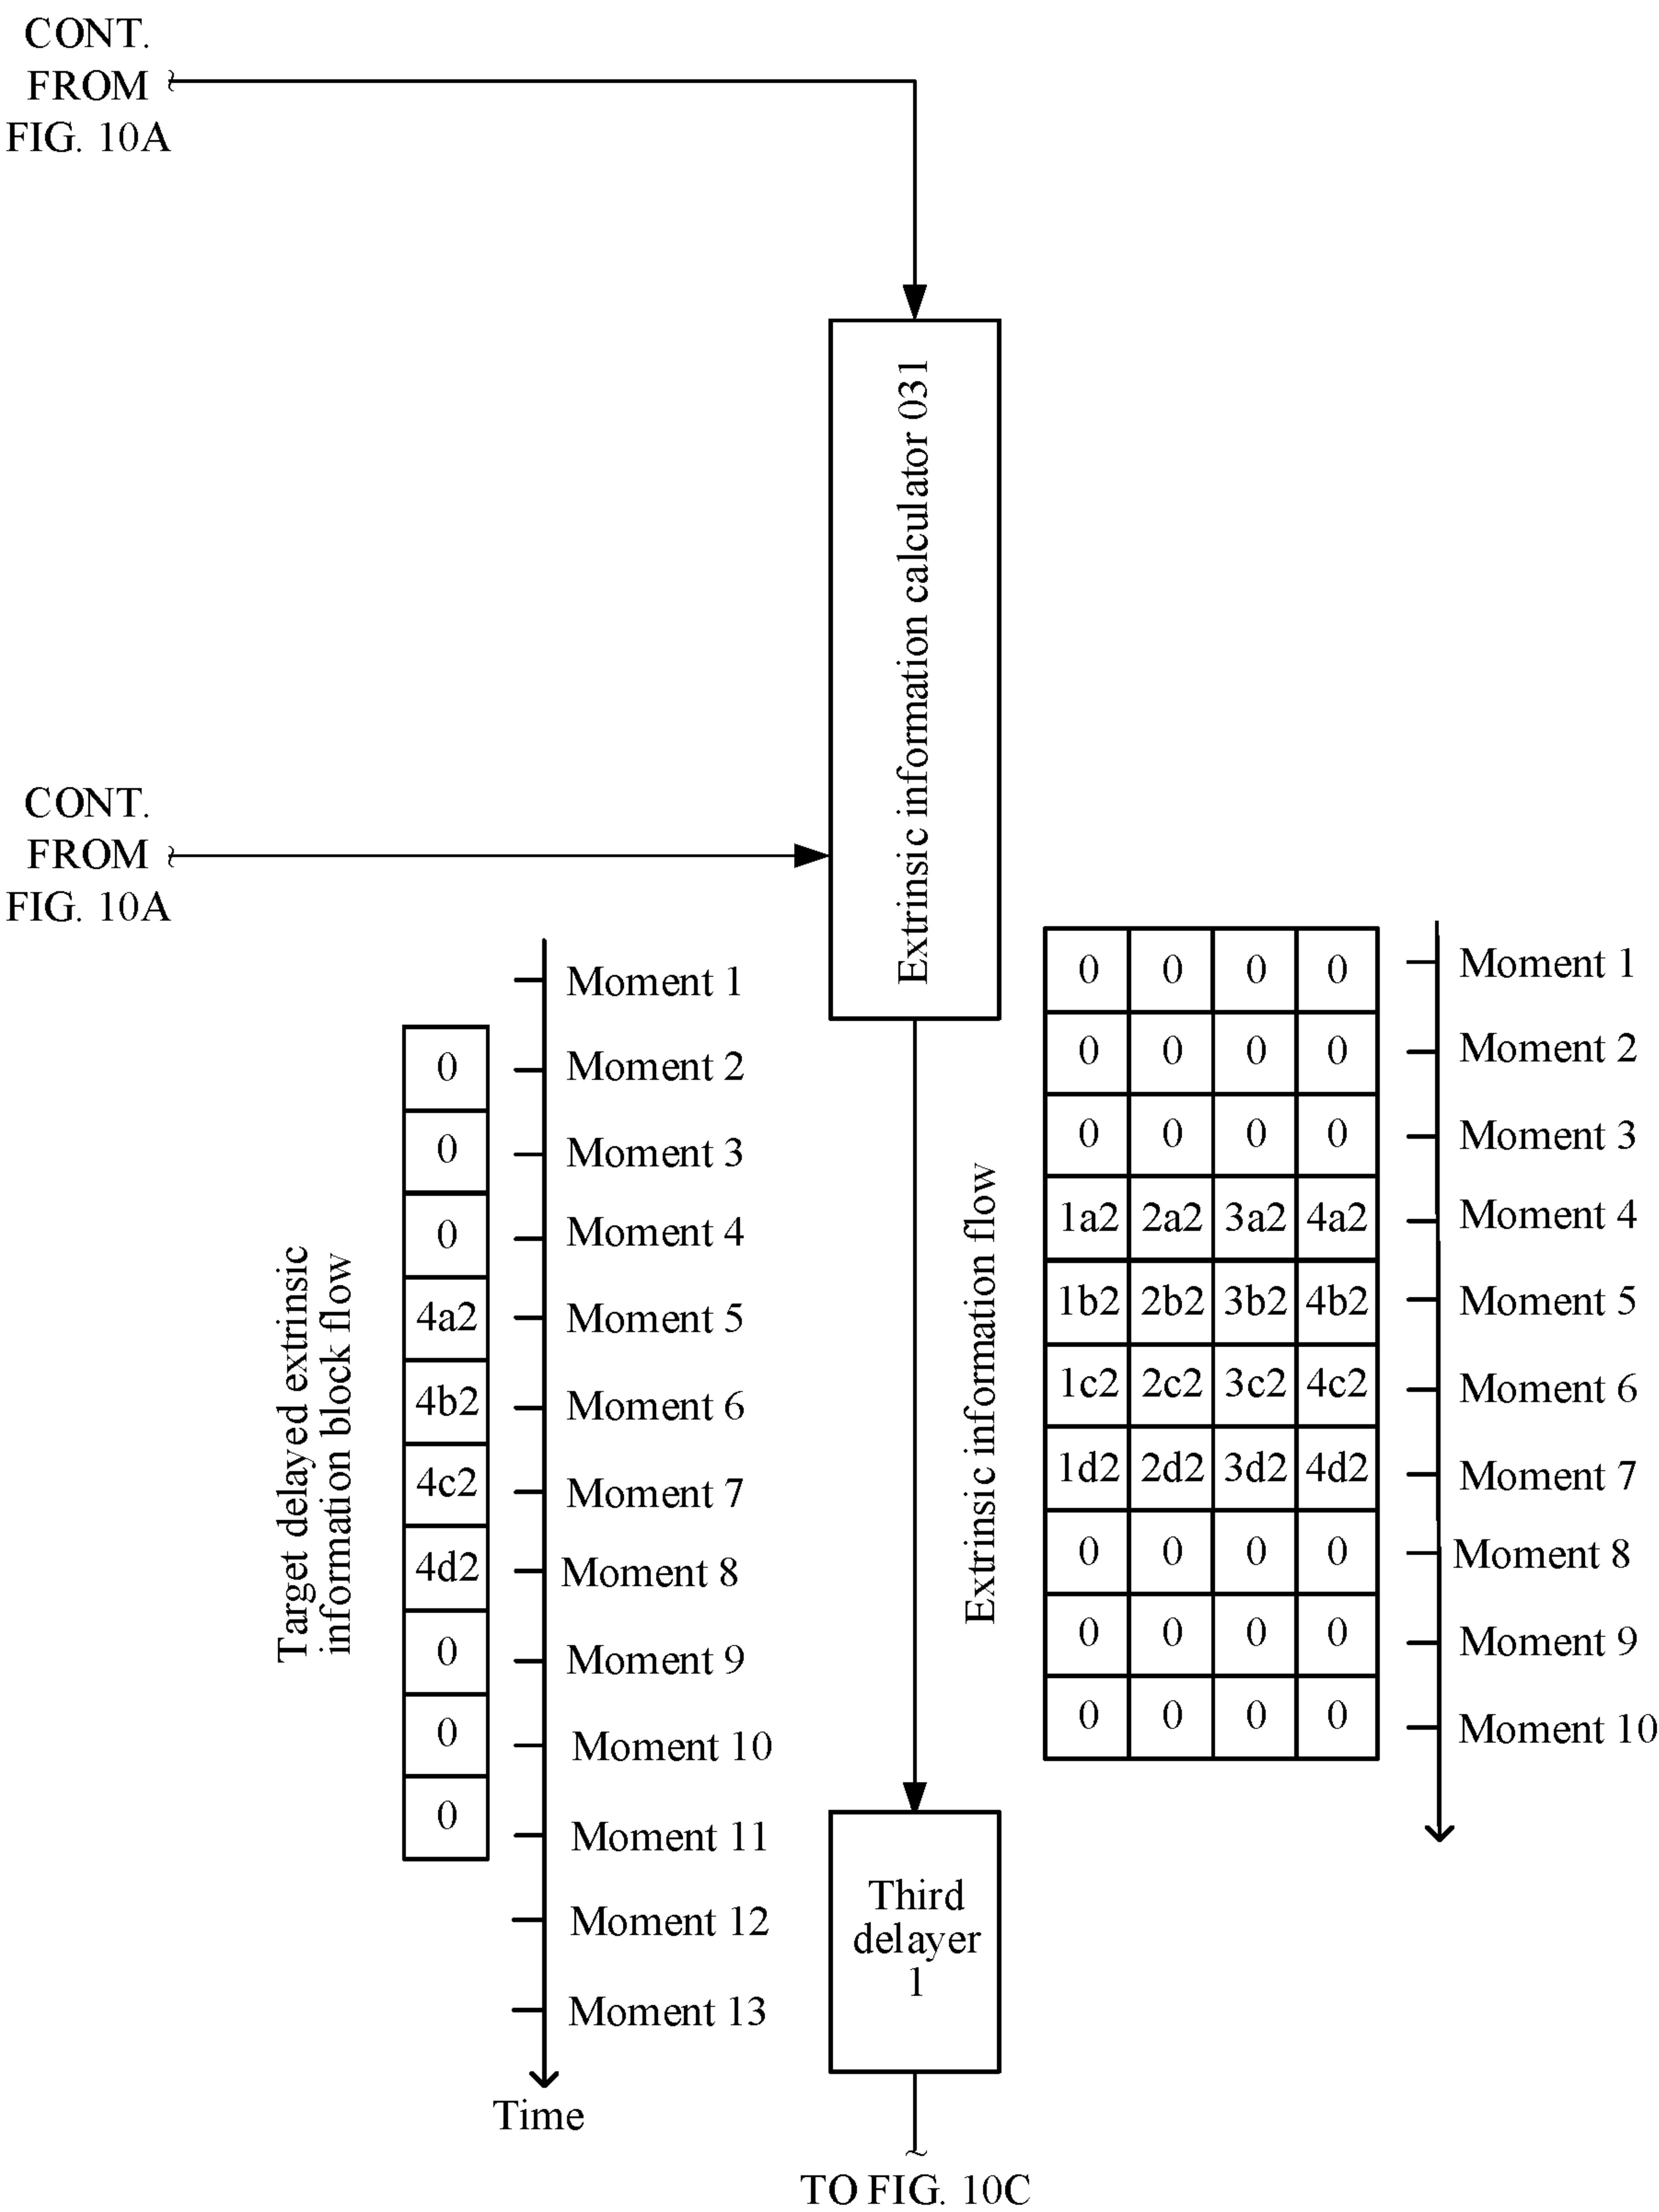 CONT.
FROM
FIG. 10A
Extrinsic information calculator 031
CONT.
FROM
FIG. 10A
Target delayed extrinsic
information block flow
0
0
0
4a2
4b2
4c2
4d2
0
0
0
Moment 1
Moment 2
Moment 3
Moment 4
Moment 5
Moment 6
Moment 7
Moment 8
Moment 9
Moment 10
Moment 11
Moment 12
Moment 13
Time
Extrinsic information flow
0 0 0 0
0 0 0 0
0 0 0 0
1a2 2a2 3a2 4a2
1b2 2b2 3b2 4b2
1c2 2c2 3c2 4c2
1d2 2d2 3d2 4d2
0 0 0 0
0 0 0 0
0 0 0 0
Moment 1
Moment 2
Moment 3
Moment 4
Moment 5
Moment 6
Moment 7
Moment 8
Moment 9
Moment 10
Third
delayer
1
TO FIG. 10C